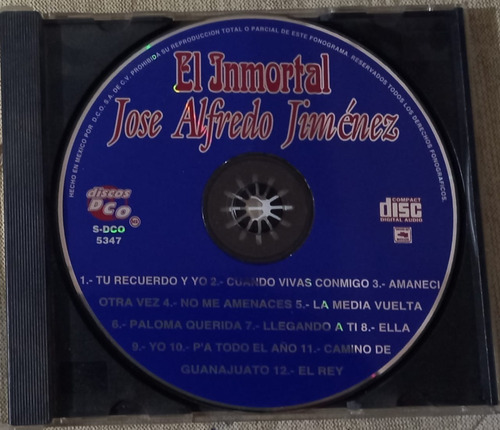 HECHO EN MEXICO POR D.C.O., S.A. DE C.V. PROHIBIDA SU REPRODUCCION TOTAL O PARCIAL DE ESTE FONOGRAMA. RESERVADOS TODOS LOS DERECHOS FONOGRAFICOS.
El Inmortal
Jose Alfredo Jiménez
discos
DCO
S-DCO
5347
COMPACT
disc
DIGITAL AUDIO
1.- TU RECUERDO Y YO 2.- CUANDO VIVAS CONMIGO 3.- AMANECI
OTRA VEZ 4.- NO ME AMENACES 5.- LA MEDIA VUELTA
6.- PALOMA QUERIDA 7.- LLEGANDO A TI 8.- ELLA
9.- YO 10.- P'A TODO EL AÑO 11.- CAMINO DE
GUANAJUATO 12.- EL REY